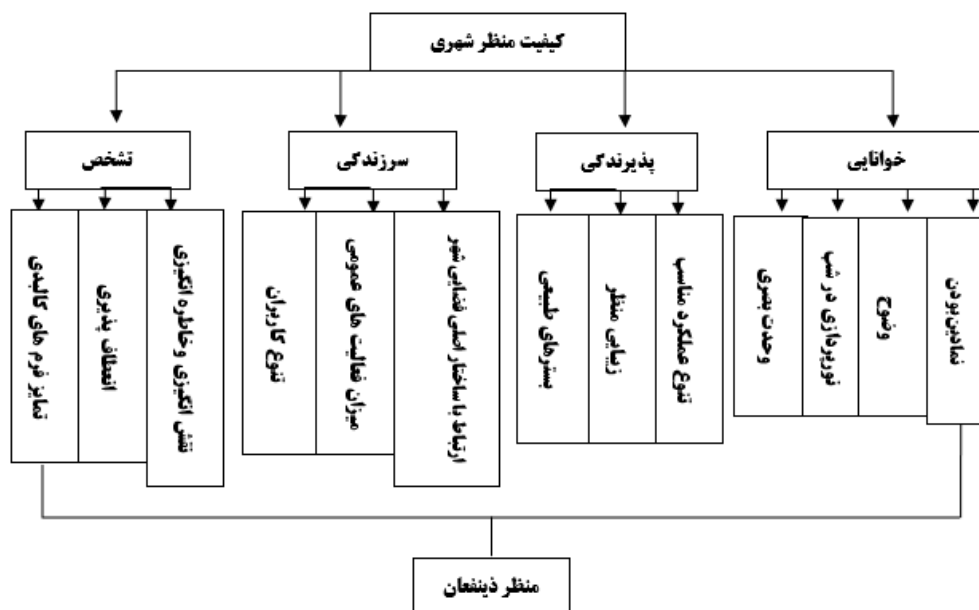 کیفیت منظر شهری
خوانایی
پذیرندگی
سرزندگی
تشخص
نمادین‌بودن
وضوح
نورپردازی در شب
وحدت بصری
تنوع عملکرد مناسب
زیبایی منظر
بسترهای طبیعی
ارتباط با ساختار اصلی فضایی شهر
میزان فعالیت های عمومی
تنوع کاربران
نقش انگیزی وخاطره انگیزی
انعطاف پذیری
تمایز فرم های کالبدی
منظر ذینفعان